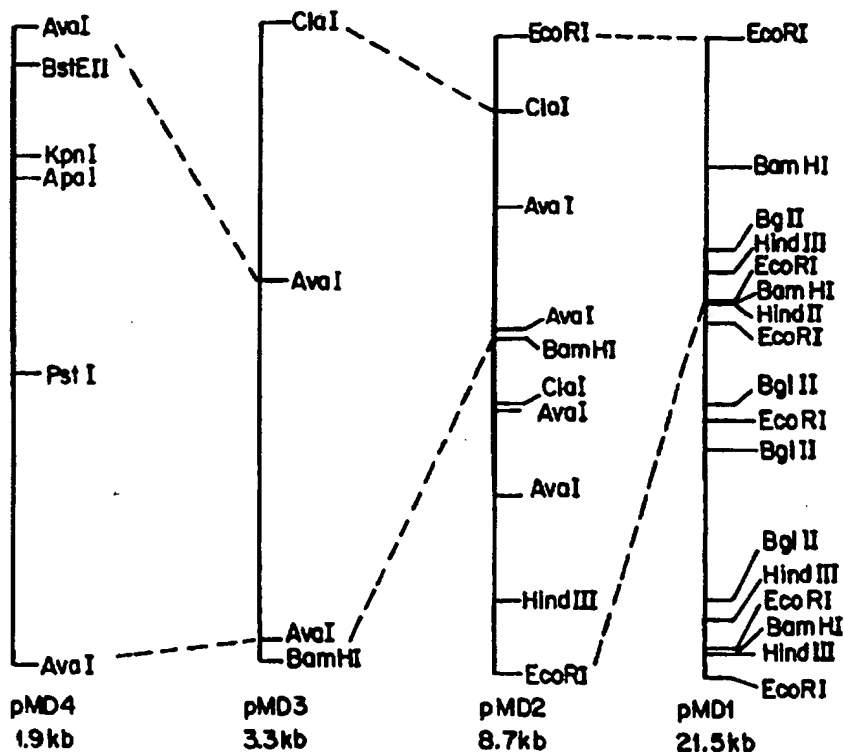 AvaI
BstEII
KpnI
ApaI
PstI
AvaI
pMD4
1.9kb
ClaI
AvaI
AvaI
BamHI
pMD3
3.3kb
EcoRI
ClaI
AvaI
AvaI
BamHI
ClaI
AvaI
AvaI
HindIII
EcoRI
pMD2
8.7kb
EcoRI
BamHI
BglI
HindIII
EcoRI
BamHI
HindII
EcoRI
BglII
EcoRI
BglII
BglII
HindIII
EcoRI
BamHI
HindIII
EcoRI
pMD1
21.5kb